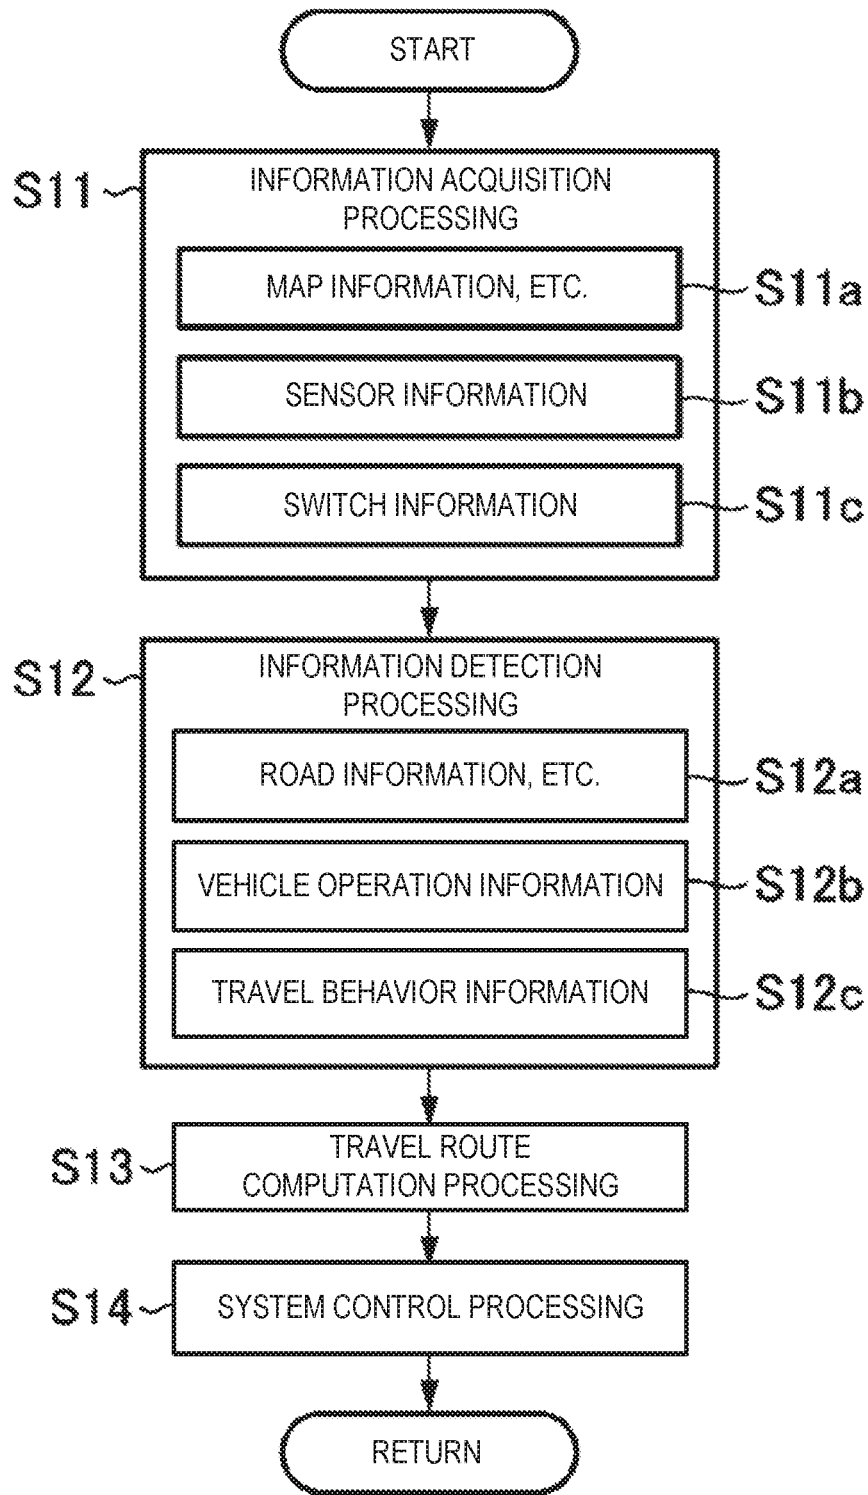 START
S11
INFORMATION ACQUISITION
PROCESSING
MAP INFORMATION, ETC.
S11a
SENSOR INFORMATION
S11b
SWITCH INFORMATION
S11c
S12
INFORMATION DETECTION
PROCESSING
ROAD INFORMATION, ETC.
S12a
VEHICLE OPERATION INFORMATION
S12b
TRAVEL BEHAVIOR INFORMATION
S12c
S13
TRAVEL ROUTE
COMPUTATION PROCESSING
S14
SYSTEM CONTROL PROCESSING
RETURN